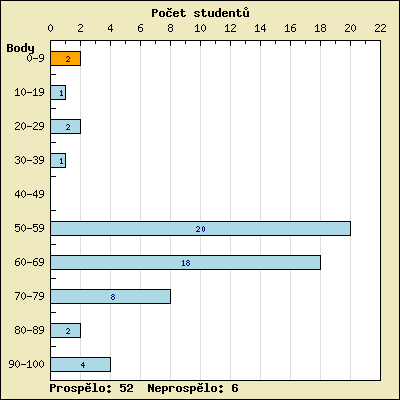 Počet studentů
0 2 4 6 8 10 12 14 16 18 20 22
Body
0-9 2
10-19 1
20-29 2
30-39 1
40-49
50-59 20
60-69 18
70-79 8
80-89 2
90-100 4
Prospělo: 52 Neprospělo: 6